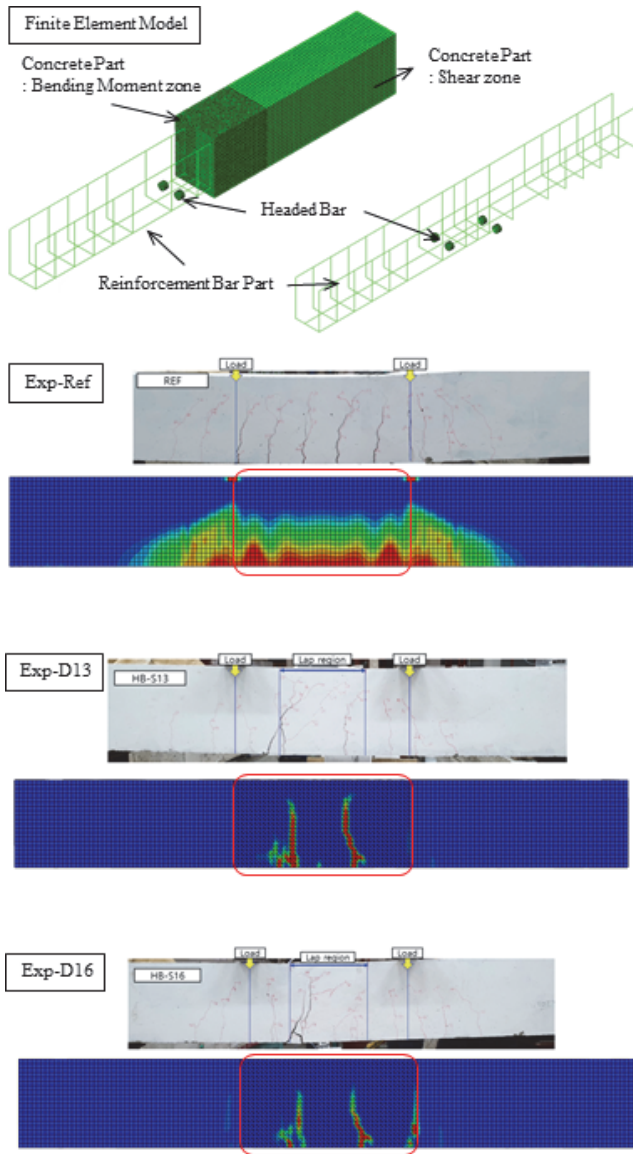 Finite Element Model
Concrete Part
: Bending Moment zone
Concrete Part
: Shear zone
Headed Bar
Reinforcement Bar Part
Exp-Ref
Load
Load
REF
Exp-D13
Load
Lap region
Load
HB-S13
Exp-D16
Load
Lap region
Load
HB-S16